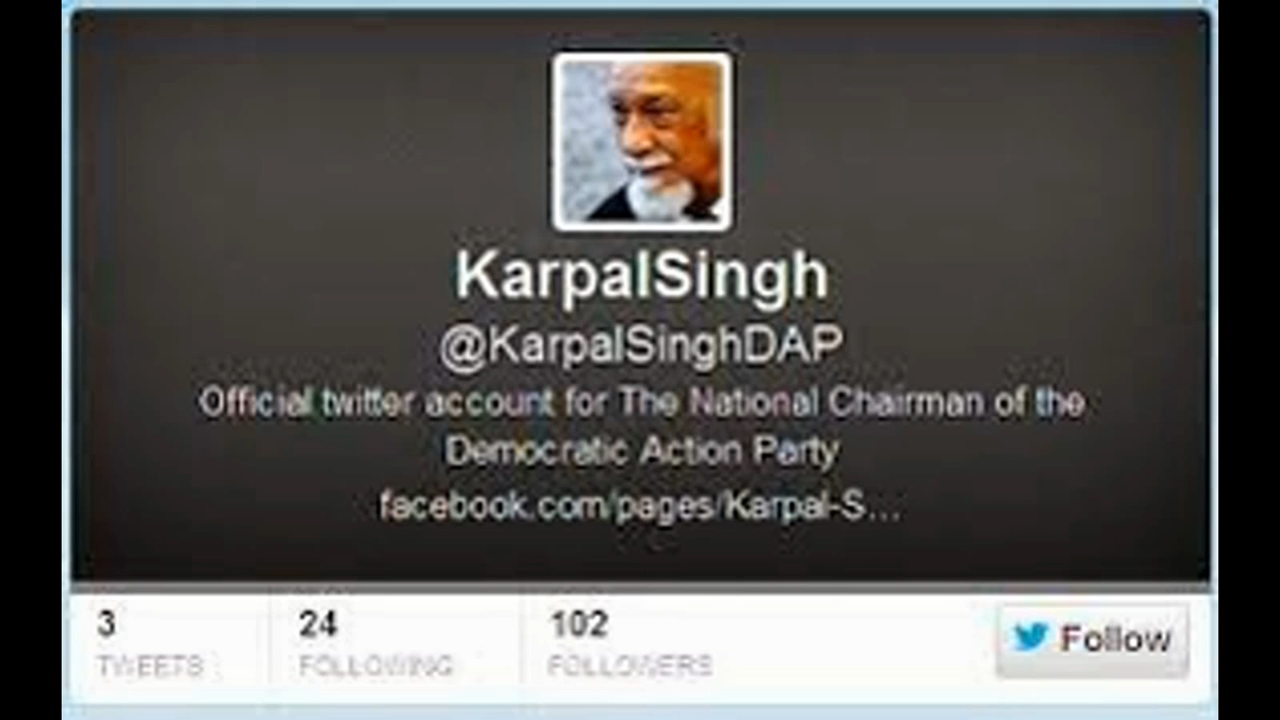 KarpalSingh
@KarpalSinghDAP
Official twitter account for The National Chairman of the
Democratic Action Party
facebook.com/pages/Karpal-S...
3 24 102
TWEETS FOLLOWING FOLLOWERS
Follow